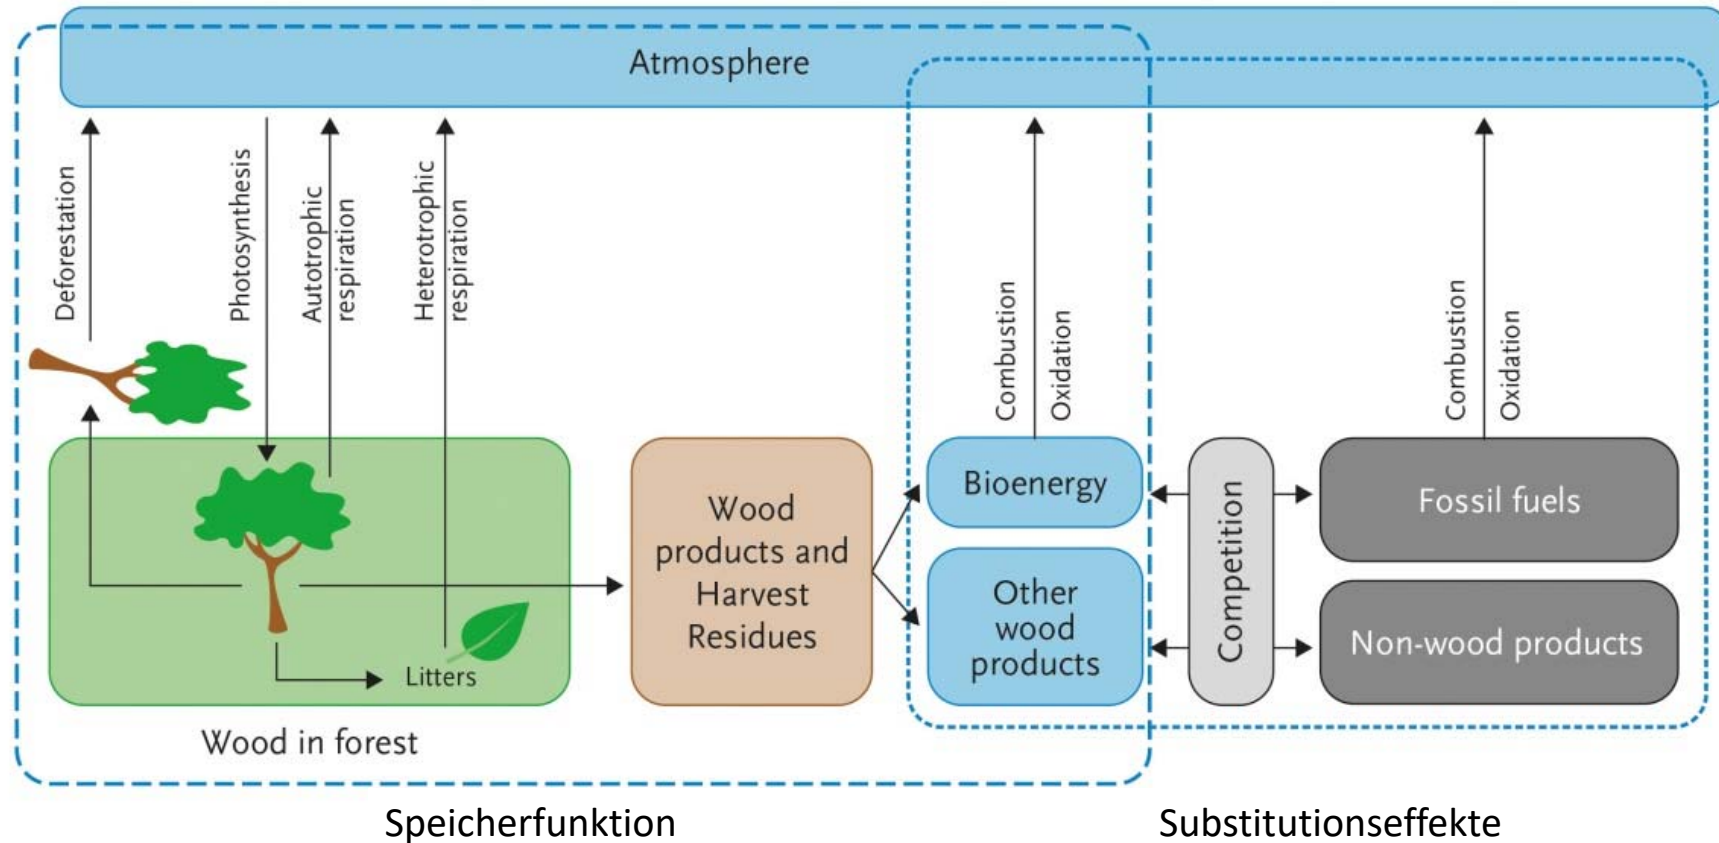 Atmosphere
Deforestation
Photosynthesis
Autotrophic
respiration
Heterotrophic
respiration
Combustion
Oxidation
Combustion
Oxidation
Wood
products and
Harvest
Residues
Bioenergy
Other
wood
products
Competition
Fossil fuels
Non-wood products
Litters
Wood in forest
Speicherfunktion
Substitutionseffekte